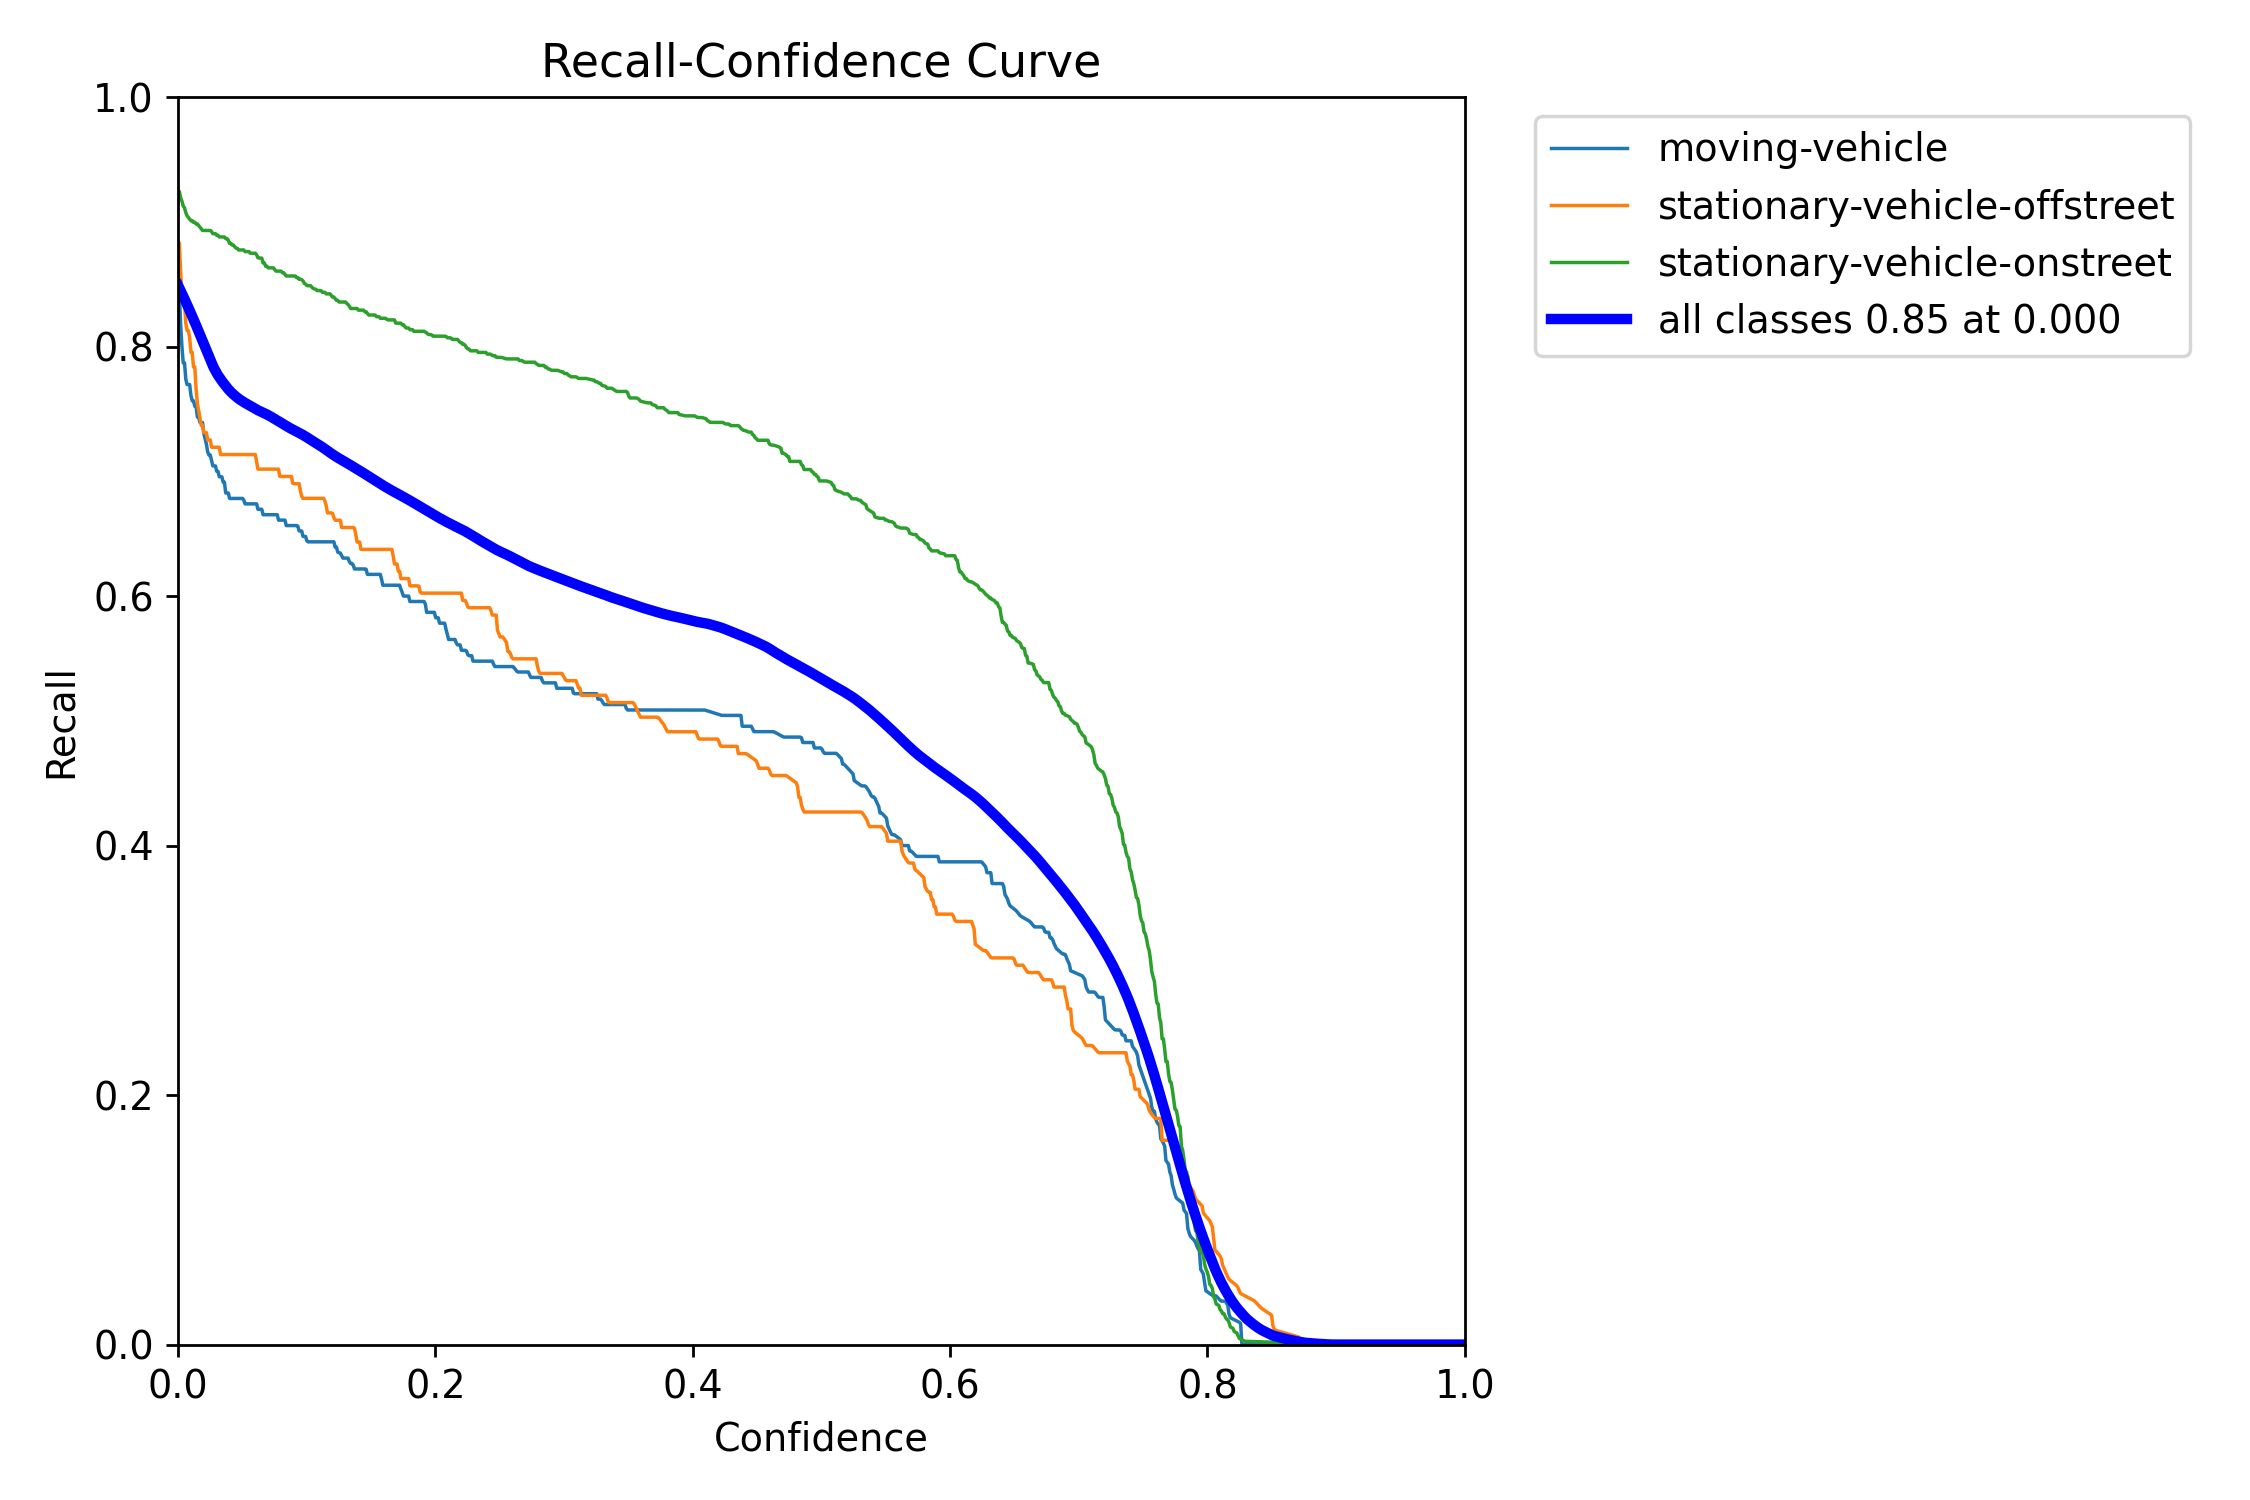 Recall-Confidence Curve
1.0
0.8
0.6
0.4
0.2
0.0
Recall
0.0 0.2 0.4 0.6 0.8 1.0
Confidence
moving-vehicle
stationary-vehicle-offstreet
stationary-vehicle-onstreet
all classes 0.85 at 0.000